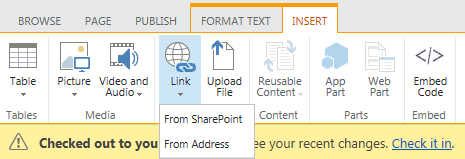 BROWSE PAGE PUBLISH FORMAT TEXT INSERT
Table Picture Video and Audio Link Upload File Reusable Content App Part Web Part Embed Code
Tables Media Content Parts Embed
From SharePoint
From Address
Checked out to you ee your recent changes. Check it in.